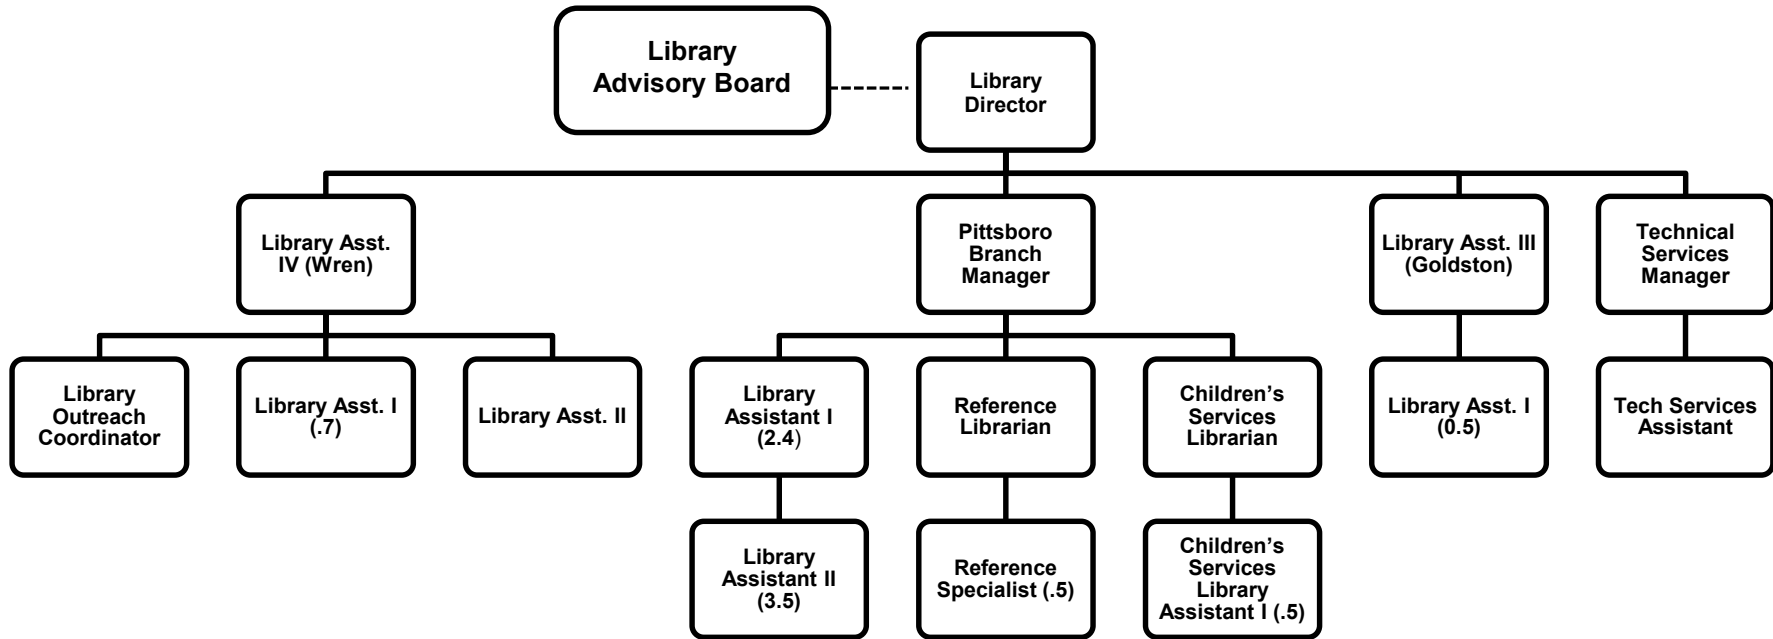 Library
Advisory Board
Library
Director
Library Asst.
IV (Wren)
Pittsboro
Branch
Manager
Library Asst. III
(Goldston)
Technical
Services
Manager
Library
Outreach
Coordinator
Library Asst. I
(.7)
Library Asst. II
Library
Assistant I
(2.4)
Reference
Librarian
Children’s
Services
Librarian
Library Asst. I
(0.5)
Tech Services
Assistant
Library
Assistant II
(3.5)
Reference
Specialist (.5)
Children’s
Services
Library
Assistant I (.5)